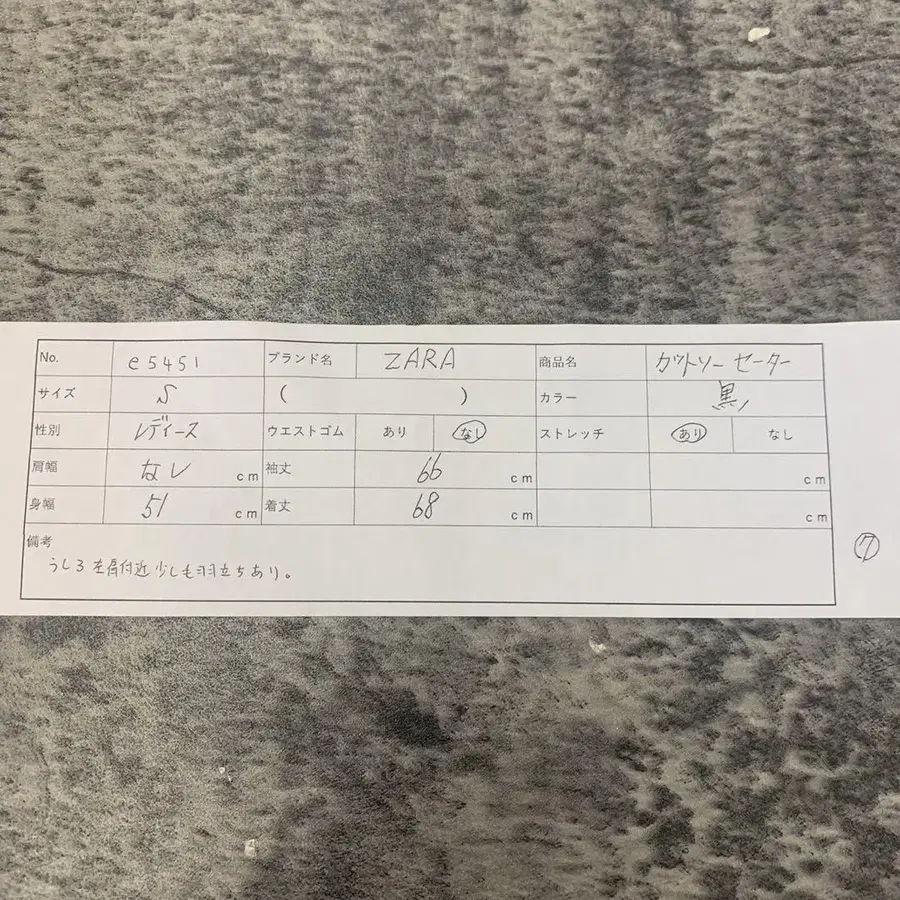 No. e5451 ブランド名 ZARA 商品名 カットソー セーター
サイズ S ( ) カラー 黒
性別 レディース ウエストゴム あり なし ストレッチ あり なし
肩幅 なし cm 袖丈 66 cm cm
身幅 51 cm 着丈 68 cm cm
備考
うしろ左肩付近少し毛羽立ちあり。
⑦